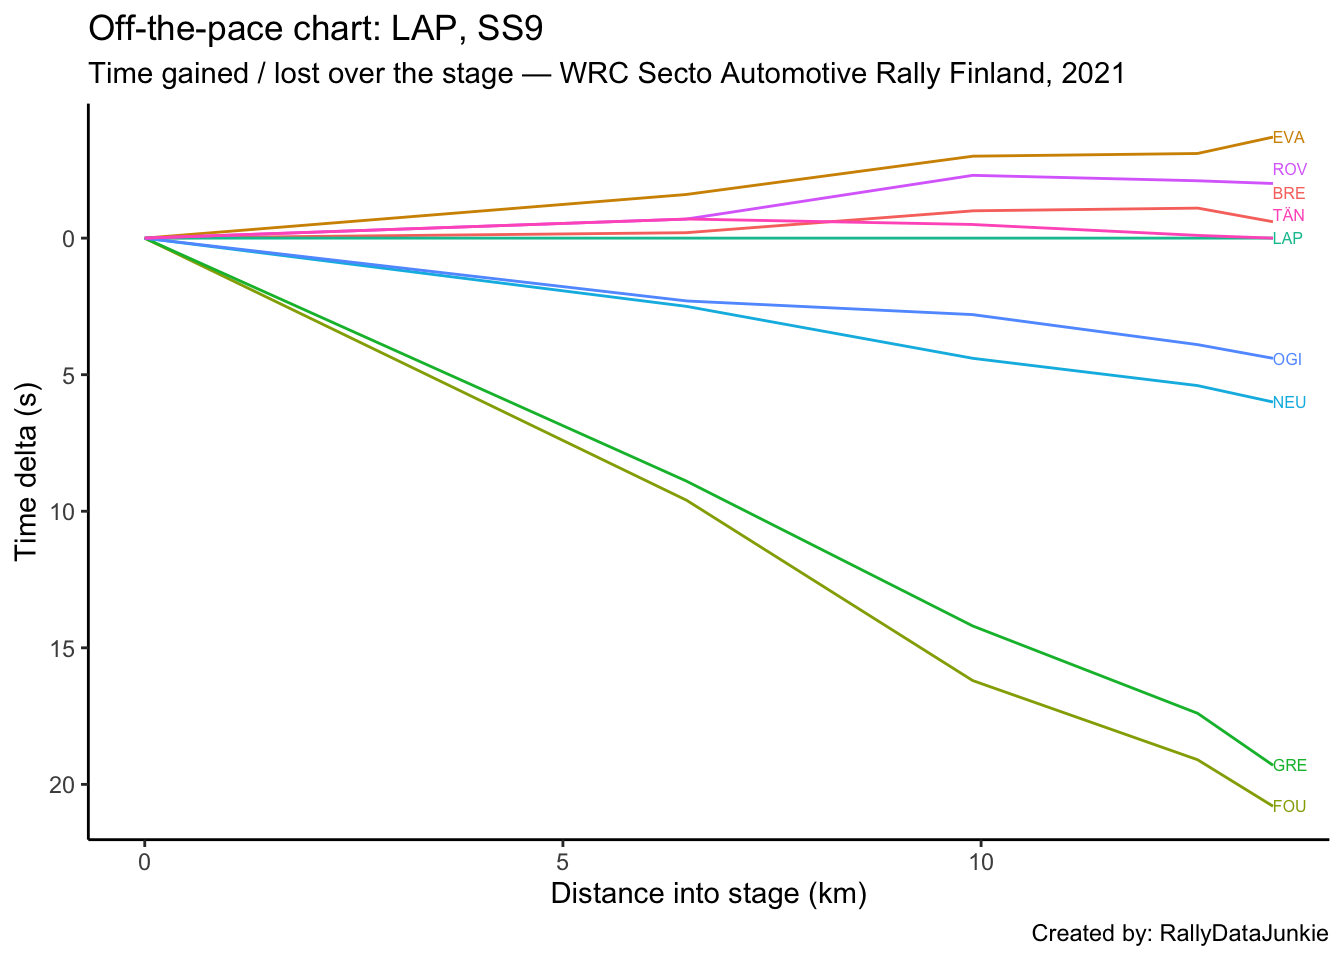 Off-the-pace chart: LAP, SS9
Time gained / lost over the stage — WRC Secto Automotive Rally Finland, 2021
EVA
ROV
BRE
TÄN
0
LAP
OGI
5
NEU
10
15
GRE
20
FOU
Time delta (s)
0 5 10
Distance into stage (km)
Created by: RallyDataJunkie